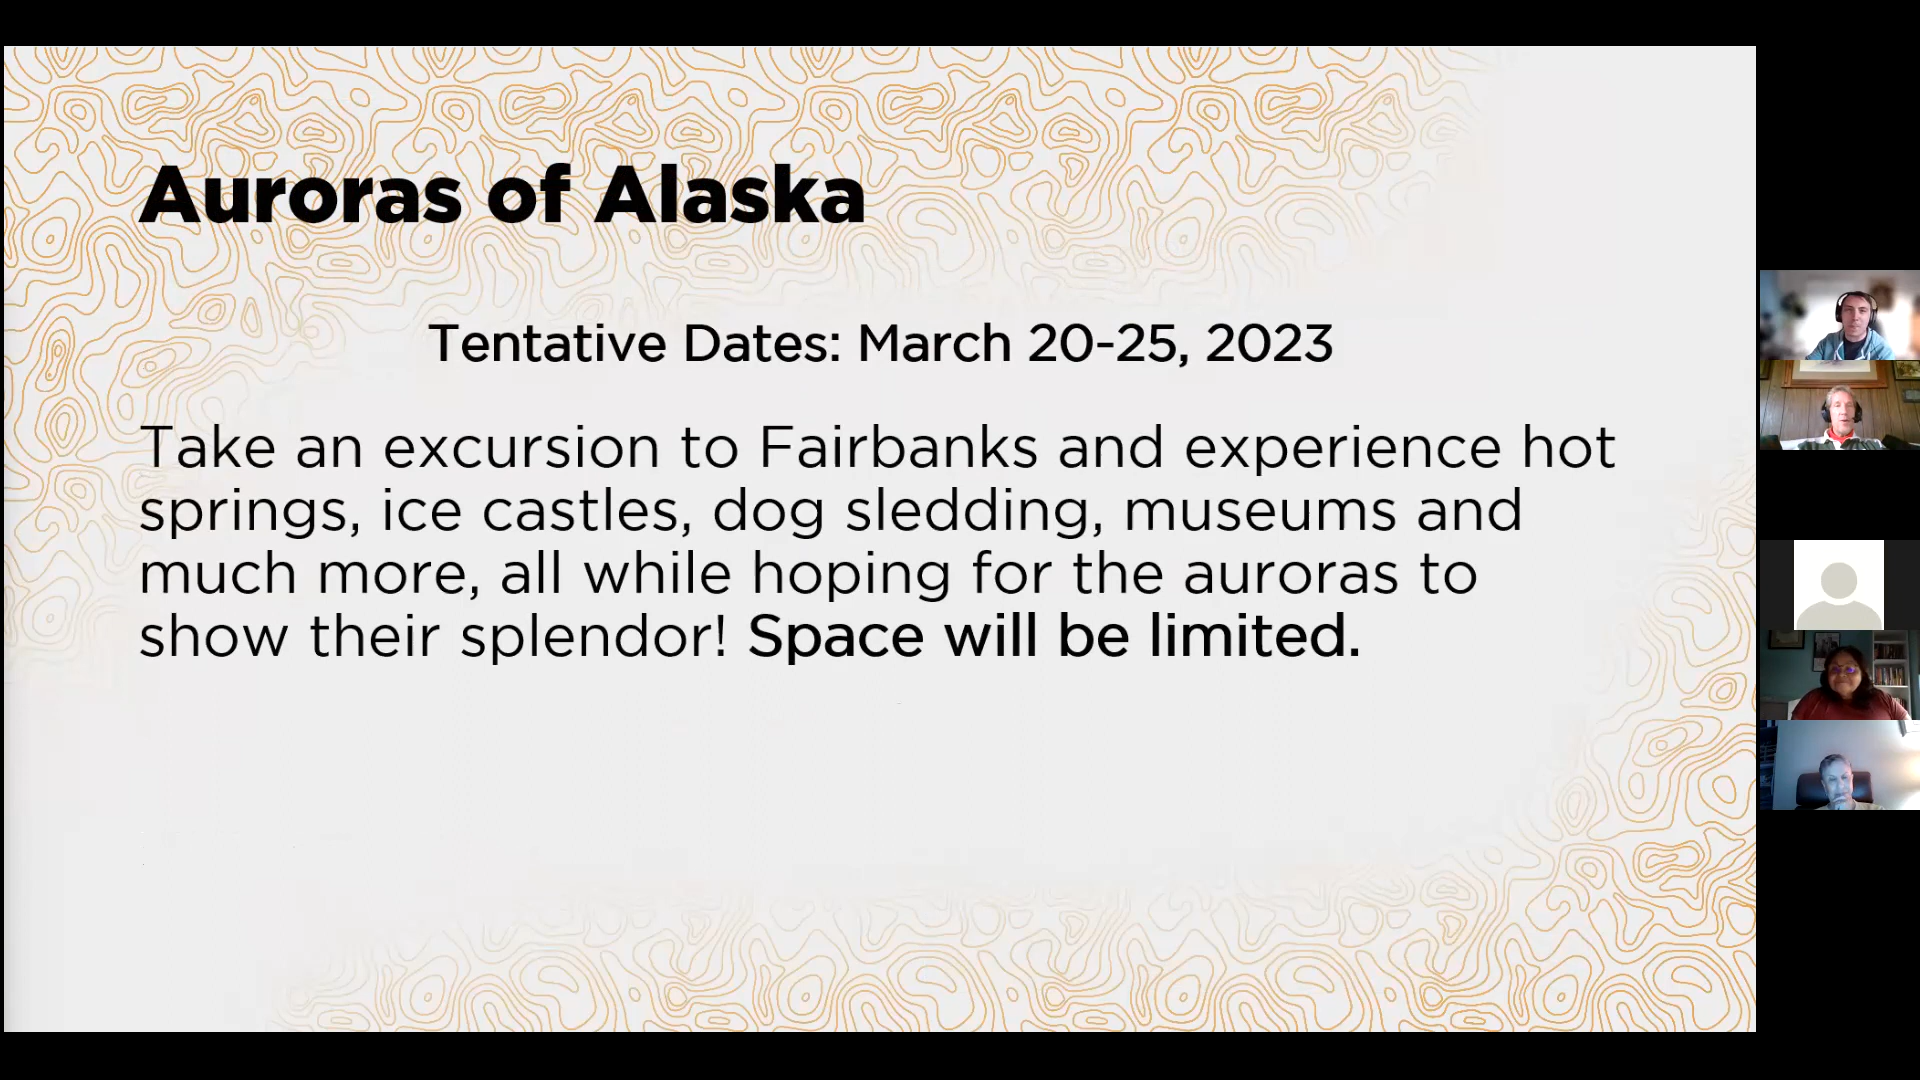 Auroras of Alaska
Tentative Dates: March 20-25, 2023
Take an excursion to Fairbanks and experience hot
springs, ice castles, dog sledding, museums and
much more, all while hoping for the auroras to
show their splendor! Space will be limited.